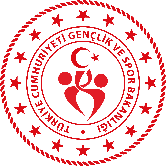 TÜRKİYE CUMHURİYETİ GENÇLİK VE SPOR BAKANLIĞI